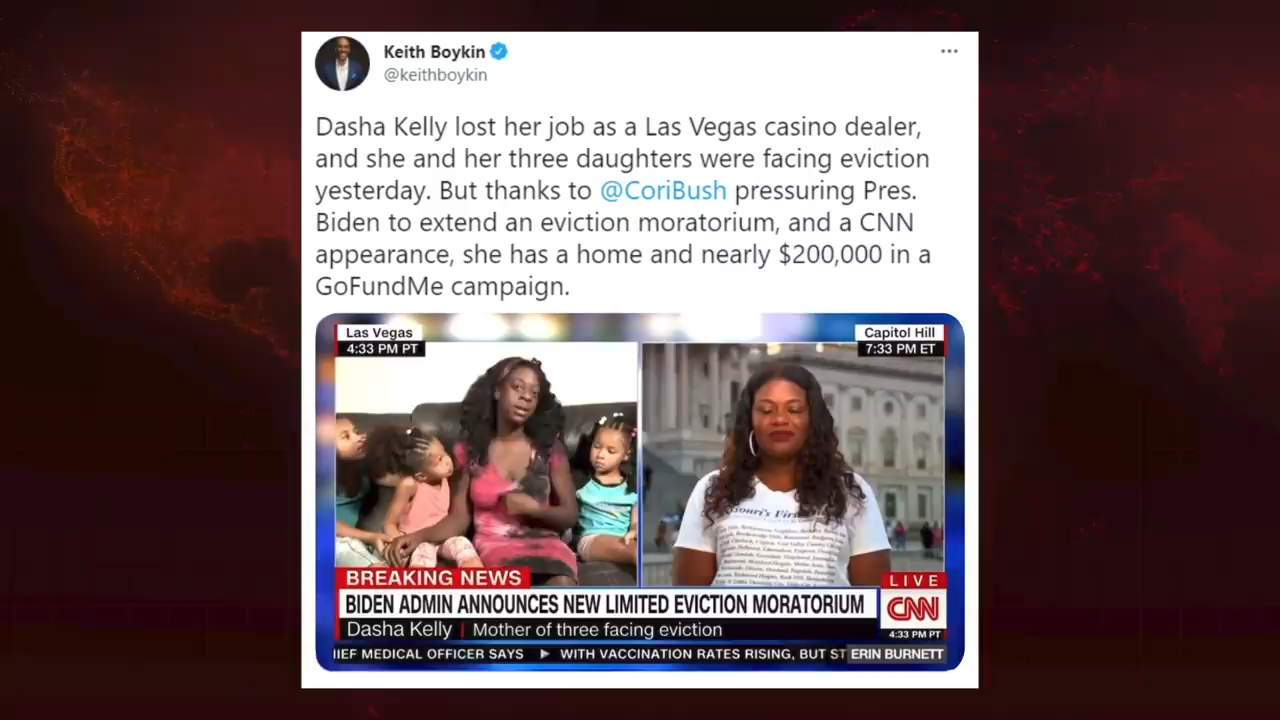 Keith Boykin
@keithboykin
Dasha Kelly lost her job as a Las Vegas casino dealer,
and she and her three daughters were facing eviction
yesterday. But thanks to @CoriBush pressuring Pres.
Biden to extend an eviction moratorium, and a CNN
appearance, she has a home and nearly $200,000 in a
GoFundMe campaign.
Las Vegas
4:33 PM PT
Capitol Hill
7:33 PM ET
BREAKING NEWS
LIVE
BIDEN ADMIN ANNOUNCES NEW LIMITED EVICTION MORATORIUM
CNN
Dasha Kelly | Mother of three facing eviction
4:33 PM PT
IEF MEDICAL OFFICER SAYS ▶ WITH VACCINATION RATES RISING, BUT ST
ERIN BURNETT